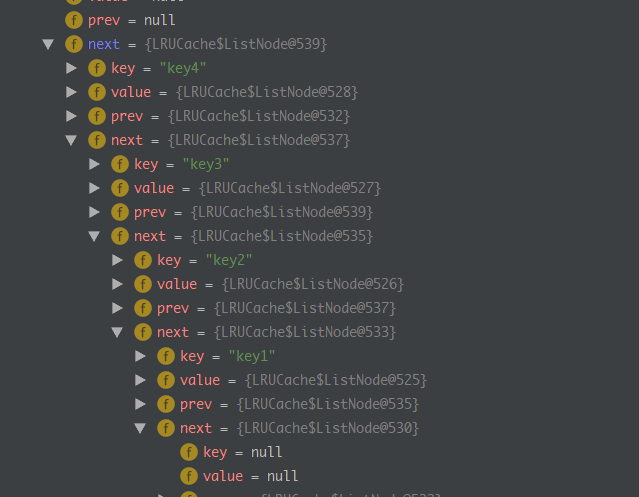 value = null
f prev = null
f next = {LRUCache$ListNode@539}
f key = "key4"
f value = {LRUCache$ListNode@528}
f prev = {LRUCache$ListNode@532}
f next = {LRUCache$ListNode@537}
f key = "key3"
f value = {LRUCache$ListNode@527}
f prev = {LRUCache$ListNode@539}
f next = {LRUCache$ListNode@535}
f key = "key2"
f value = {LRUCache$ListNode@526}
f prev = {LRUCache$ListNode@537}
f next = {LRUCache$ListNode@533}
f key = "key1"
f value = {LRUCache$ListNode@525}
f prev = {LRUCache$ListNode@535}
f next = {LRUCache$ListNode@530}
f key = null
f value = null